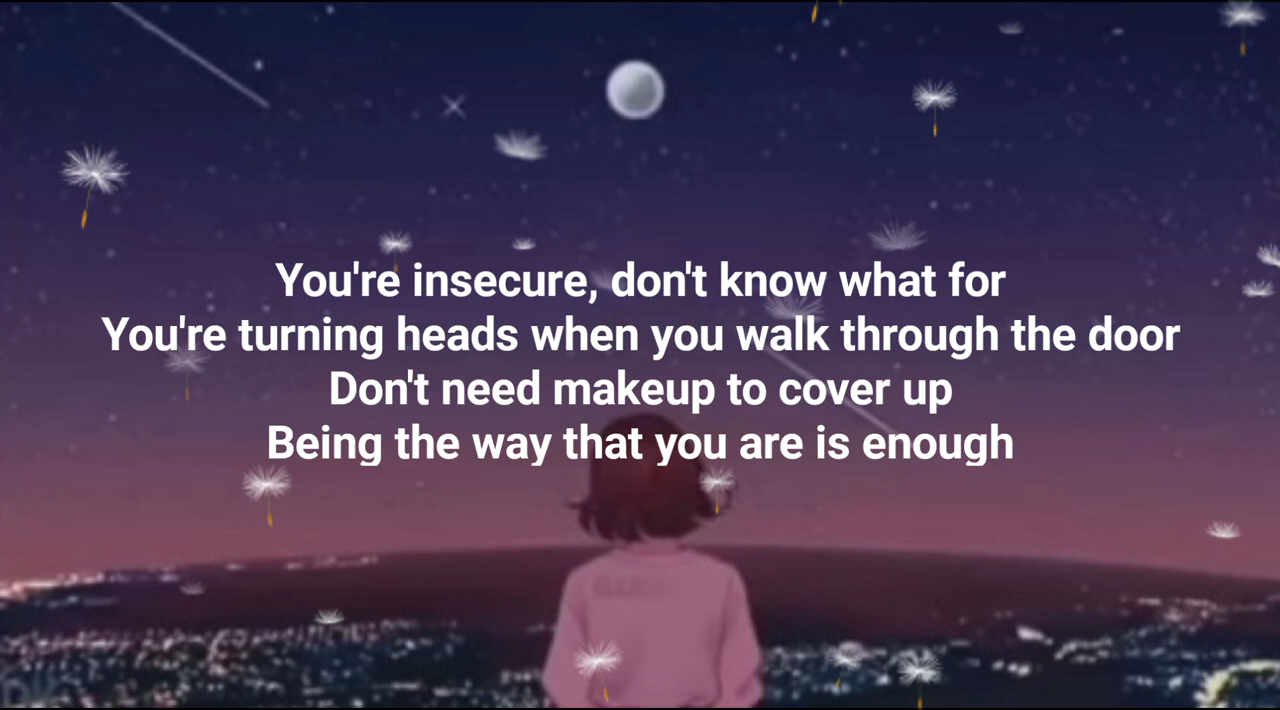 You're insecure, don't know what for
You're turning heads when you walk through the door
Don't need makeup to cover up
Being the way that you are is enough